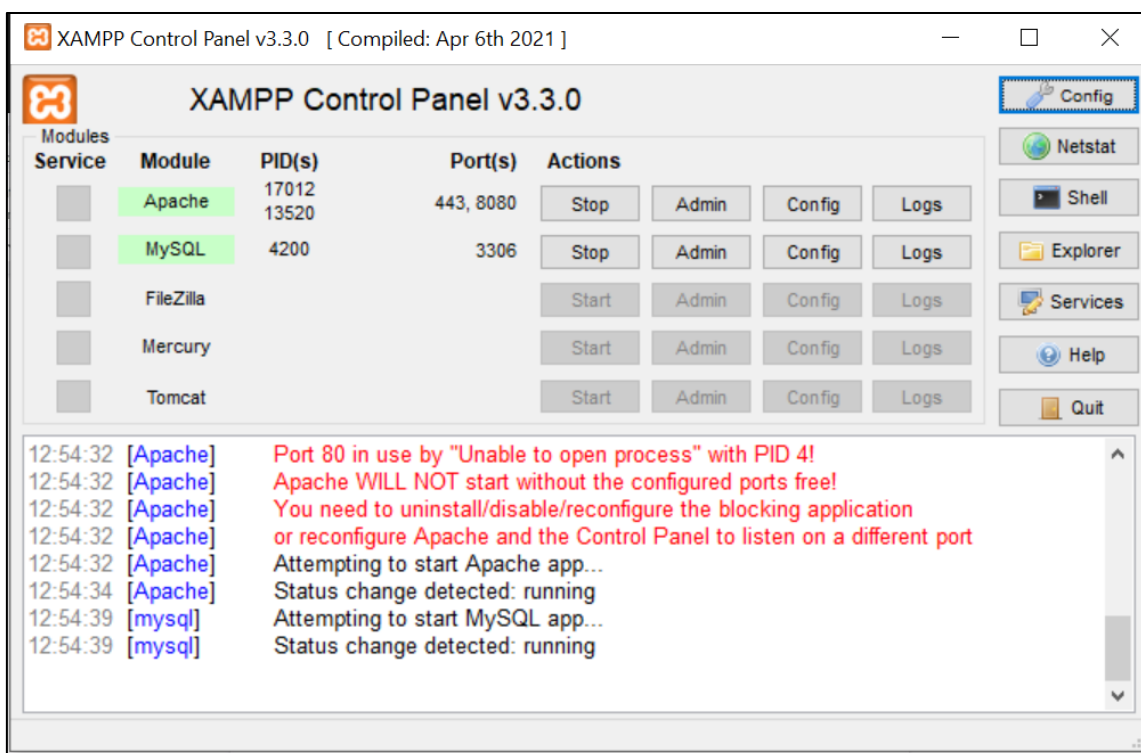 XAMPP Control Panel v3.3.0 [ Compiled: Apr 6th 2021 ]
XAMPP Control Panel v3.3.0
Config
Modules
Service Module PID(s) Port(s) Actions
Netstat
Apache 17012 13520 443, 8080 Stop Admin Config Logs
Shell
MySQL 4200 3306 Stop Admin Config Logs
Explorer
FileZilla Start Admin Config Logs
Services
Mercury Start Admin Config Logs
Help
Tomcat Start Admin Config Logs
Quit
12:54:32 [Apache] Port 80 in use by "Unable to open process" with PID 4!
12:54:32 [Apache] Apache WILL NOT start without the configured ports free!
12:54:32 [Apache] You need to uninstall/disable/reconfigure the blocking application
12:54:32 [Apache] or reconfigure Apache and the Control Panel to listen on a different port
12:54:32 [Apache] Attempting to start Apache app...
12:54:34 [Apache] Status change detected: running
12:54:39 [mysql] Attempting to start MySQL app...
12:54:39 [mysql] Status change detected: running